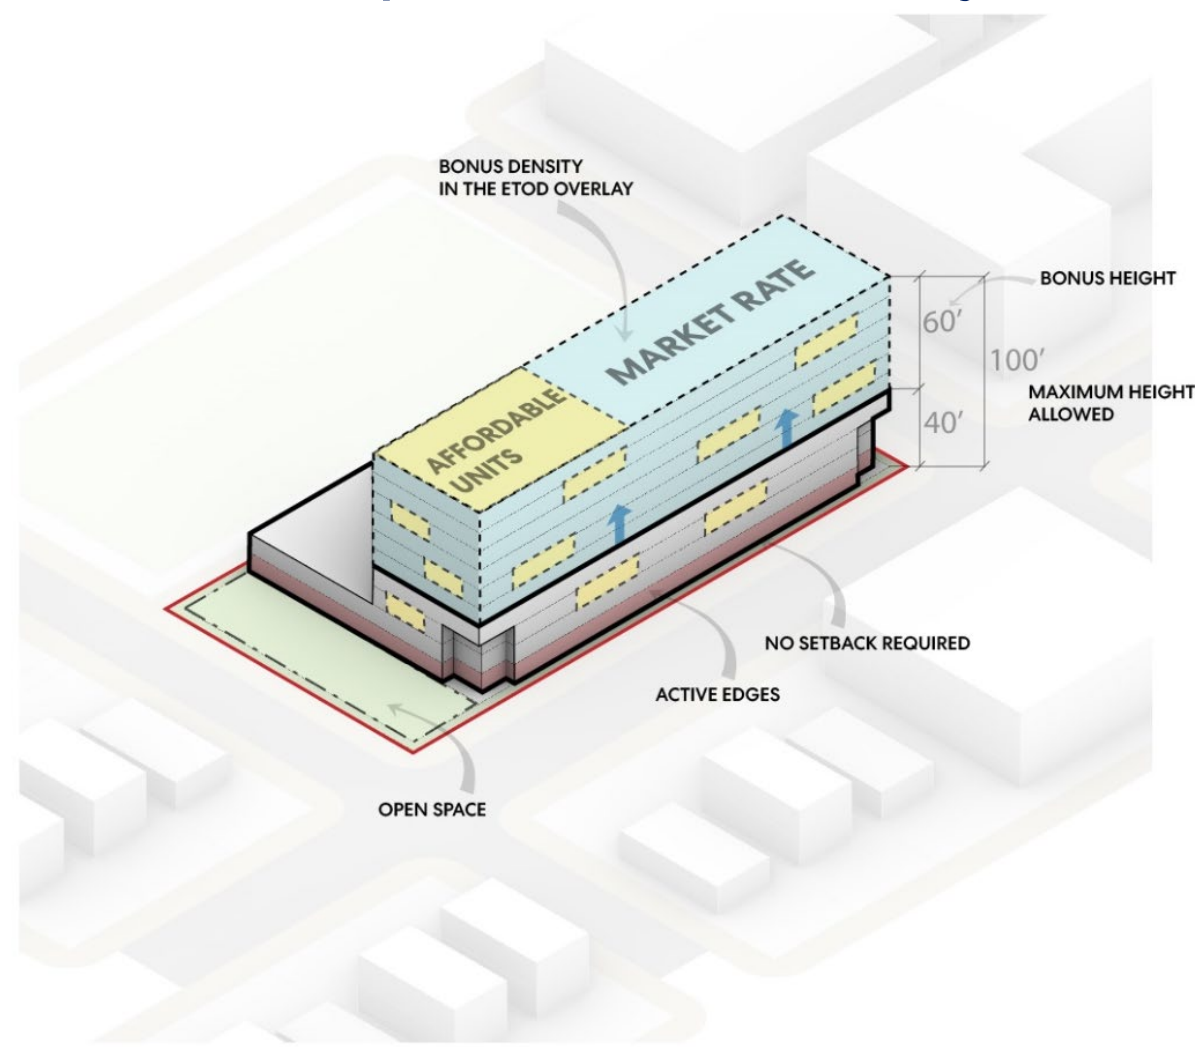 BONUS DENSITY
IN THE ETOD OVERLAY
MARKET RATE
AFFORDABLE
UNITS
BONUS HEIGHT
60'
100'
MAXIMUM HEIGHT
ALLOWED
40'
NO SETBACK REQUIRED
ACTIVE EDGES
OPEN SPACE